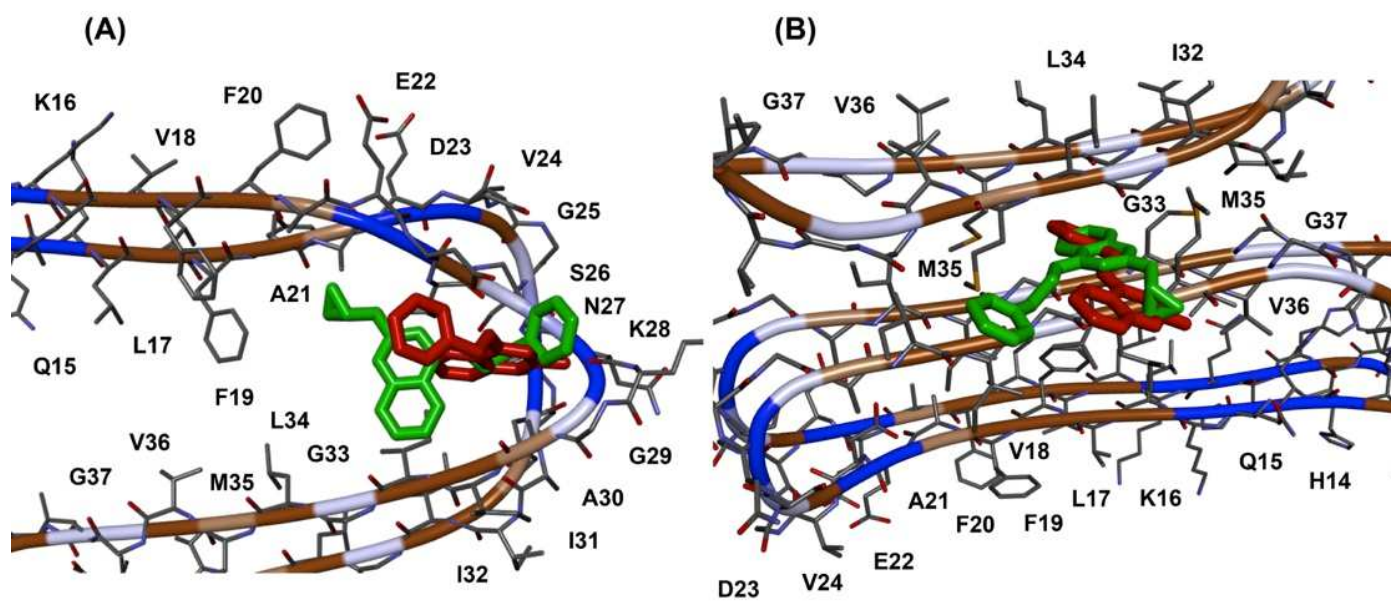 (A)
K16
V18
F20
E22
D23
V24
G25
S26
N27
K28
A21
L17
Q15
F19
L34
G33
V36
M35
G37
G29
A30
I31
I32
(B)
L34
I32
G37
V36
G33
M35
G37
M35
V36
V18
A21
F20
F19
L17
K16
Q15
H14
E22
V24
D23